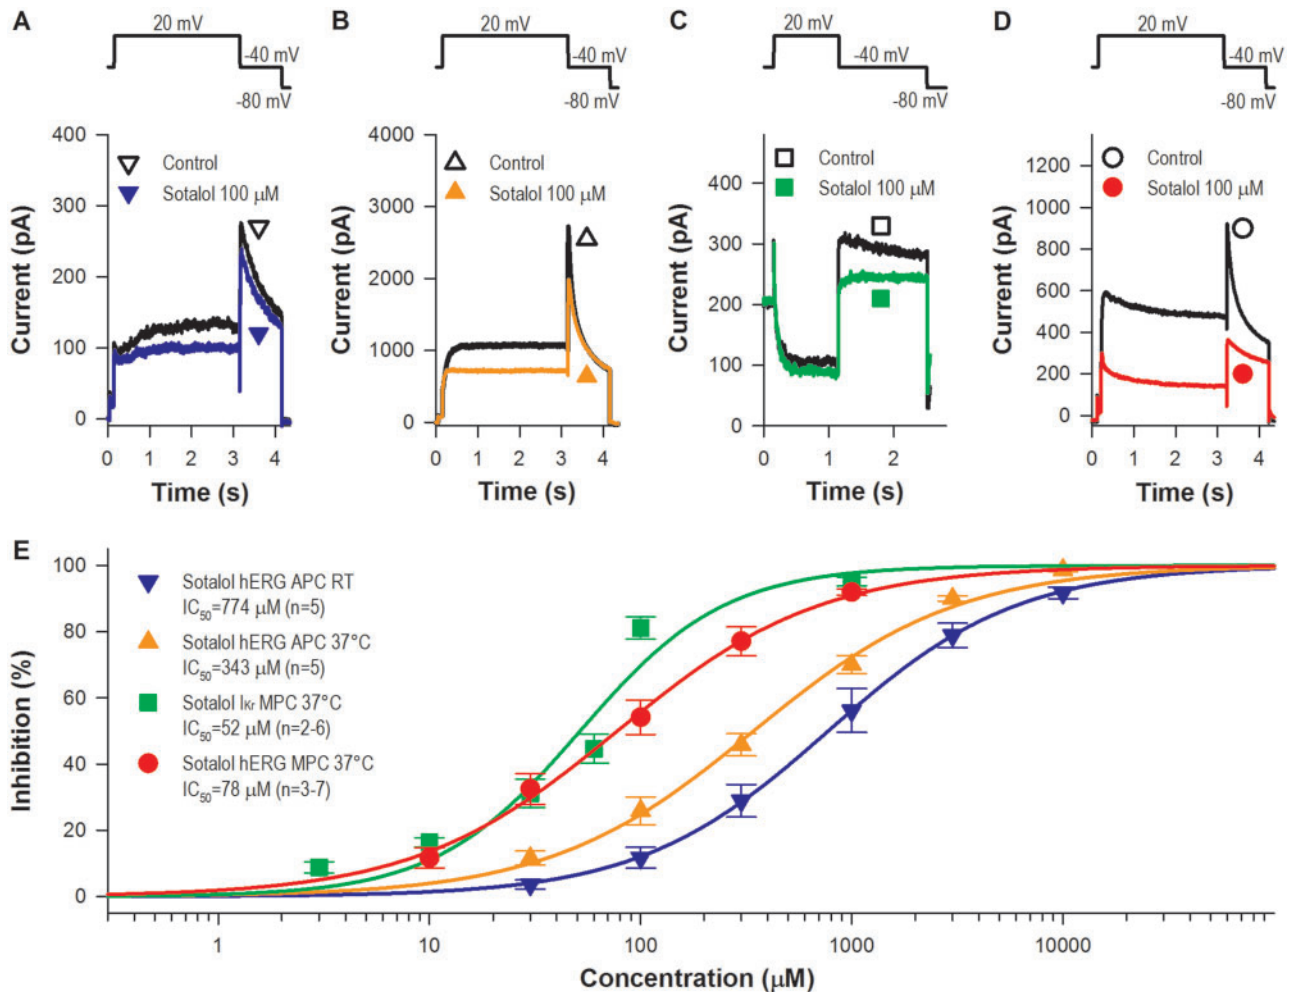 A
20 mV
-40 mV
-80 mV
B
20 mV
-40 mV
-80 mV
C
20 mV
-40 mV
-80 mV
D
20 mV
-40 mV
-80 mV
400
300
200
100
0
Current (pA)
Control
Sotalol 100 μM
0 1 2 3 4
Time (s)
4000
3000
2000
1000
0
Current (pA)
Control
Sotalol 100 μM
0 1 2 3 4
Time (s)
400
300
200
100
0
Current (pA)
Control
Sotalol 100 μM
0 1 2
Time (s)
1200
1000
800
600
400
200
0
Current (pA)
Control
Sotalol 100 μM
0 1 2 3 4
Time (s)
E
100
80
60
40
20
0
Inhibition (%)
Sotalol hERG APC RT
IC50=774 μM (n=5)
Sotalol hERG APC 37°C
IC50=343 μM (n=5)
Sotalol IKr MPC 37°C
IC50=52 μM (n=2-6)
Sotalol hERG MPC 37°C
IC50=78 μM (n=3-7)
1 10 100 1000 10000
Concentration (μM)